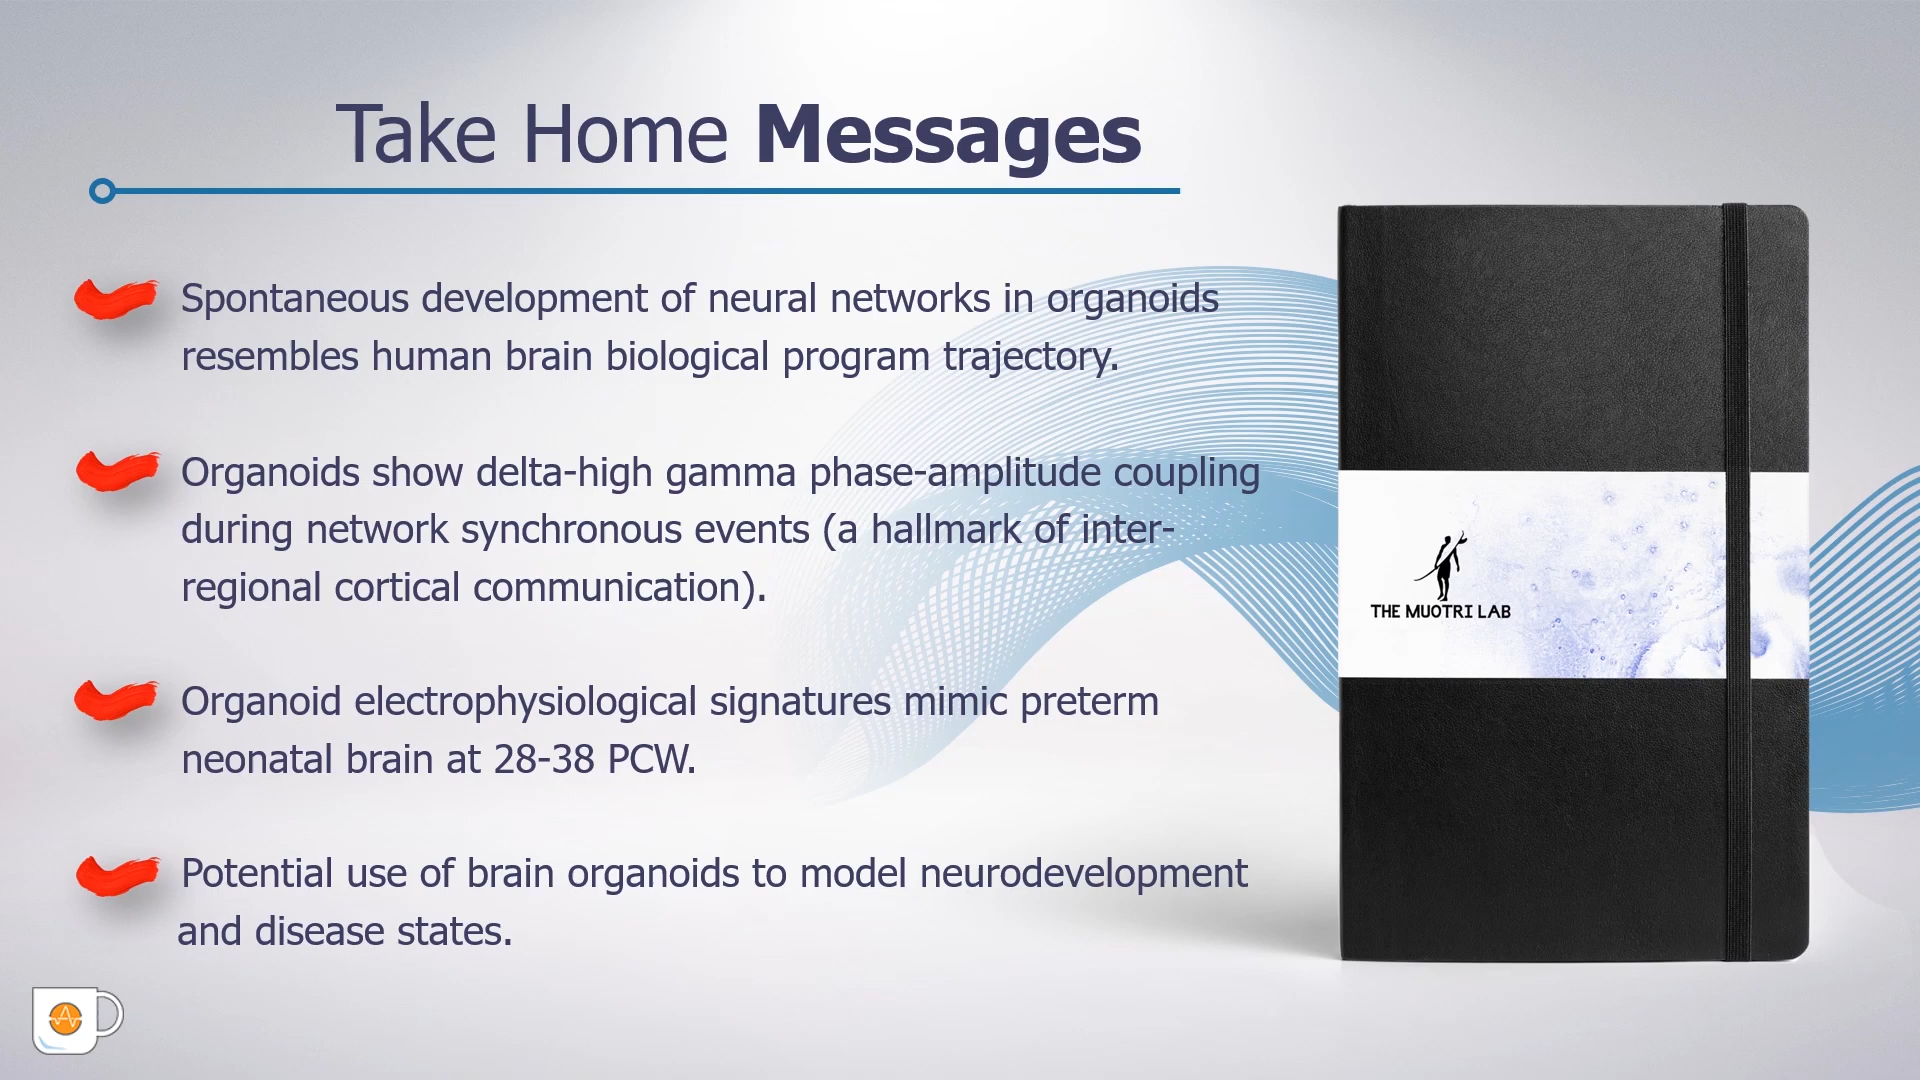 Take Home Messages
Spontaneous development of neural networks in organoids
resembles human brain biological program trajectory.
Organoids show delta-high gamma phase-amplitude coupling
during network synchronous events (a hallmark of inter-
regional cortical communication).
Organoid electrophysiological signatures mimic preterm
neonatal brain at 28-38 PCW.
Potential use of brain organoids to model neurodevelopment
and disease states.
THE MUOTRI LAB